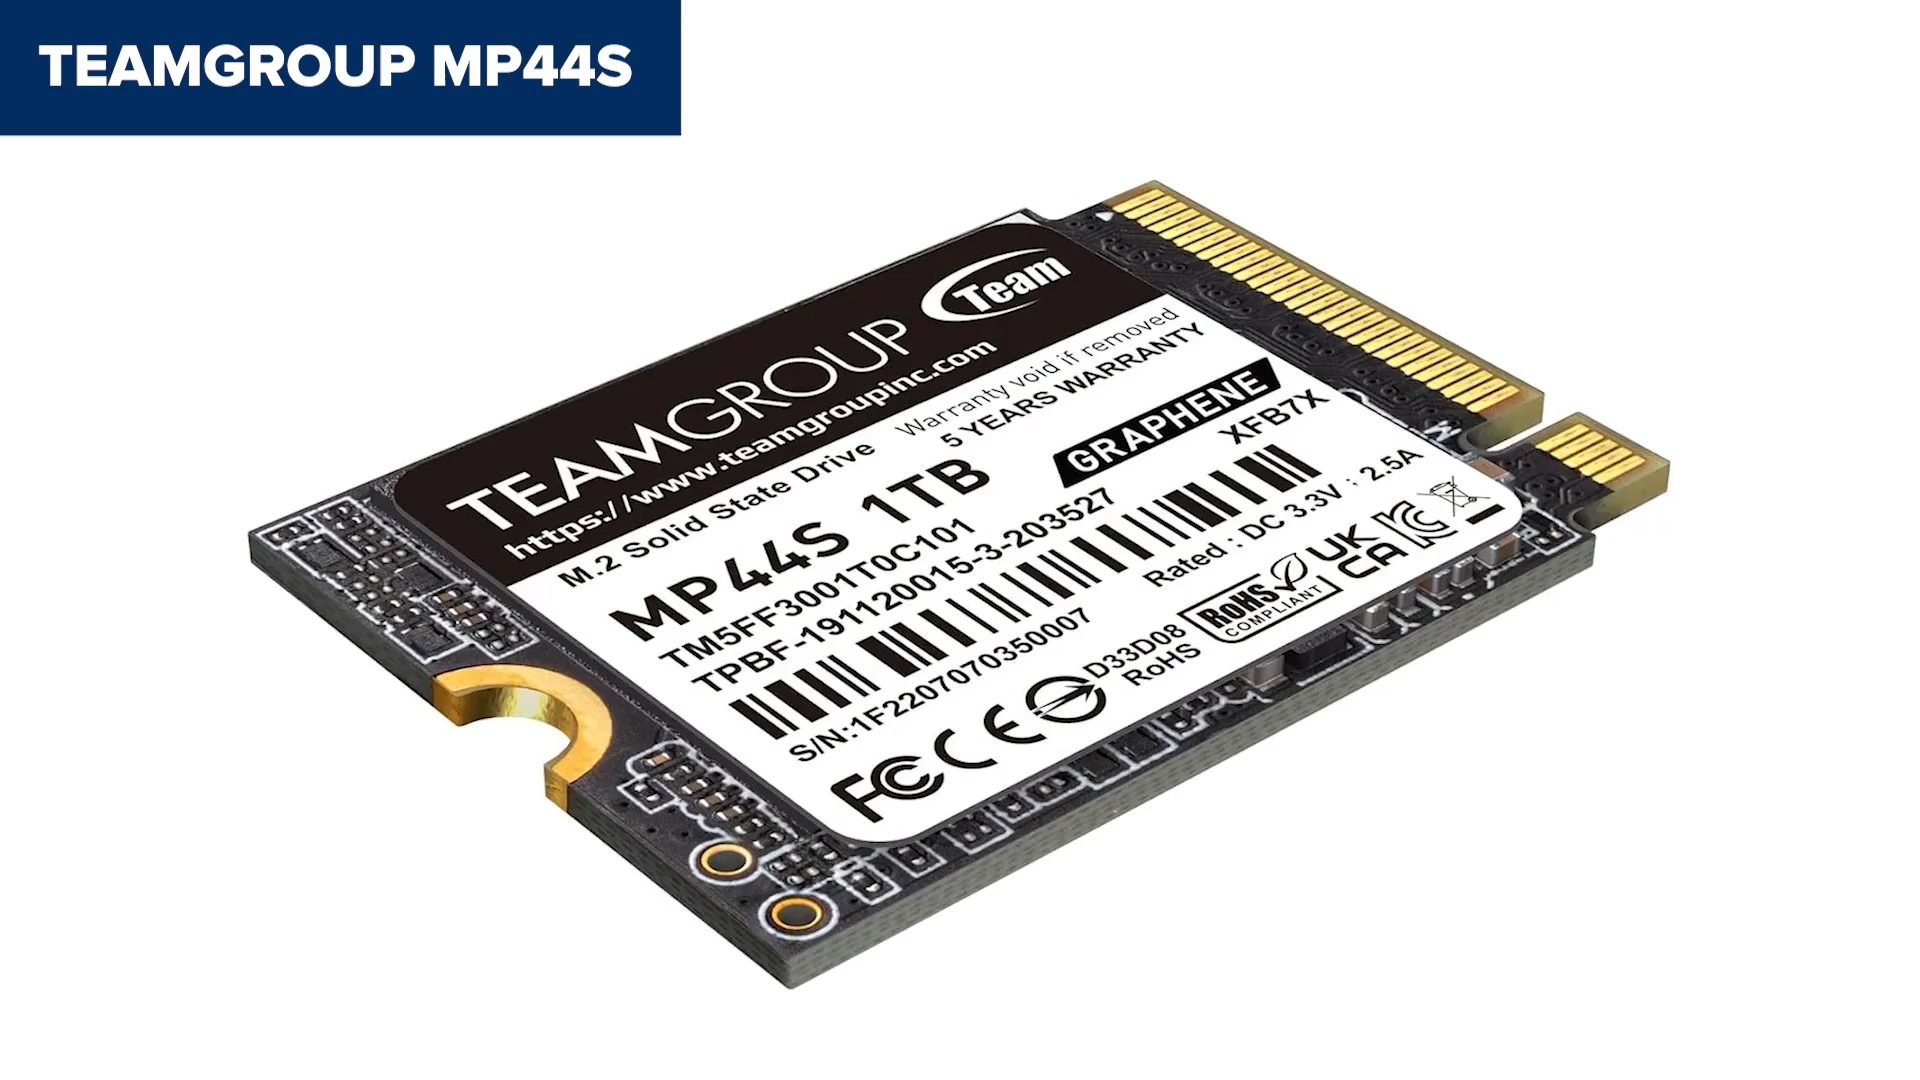 TEAMGROUP MP44S
TEAMGROUP Team
https://www.teamgroupinc.com
M.2 Solid State Drive
Warranty void if removed
5 YEARS WARRANTY
MP44S 1TB
GRAPHENE
TM5FF3001T0C101
XFB7X
TPBF-191120015-3-203527
Rated : DC 3.3V ; 2.5A
S/N:1F2207070350007
D33D08
RoHS
RoHS
COMPLIANT
UK
CA
FC CE